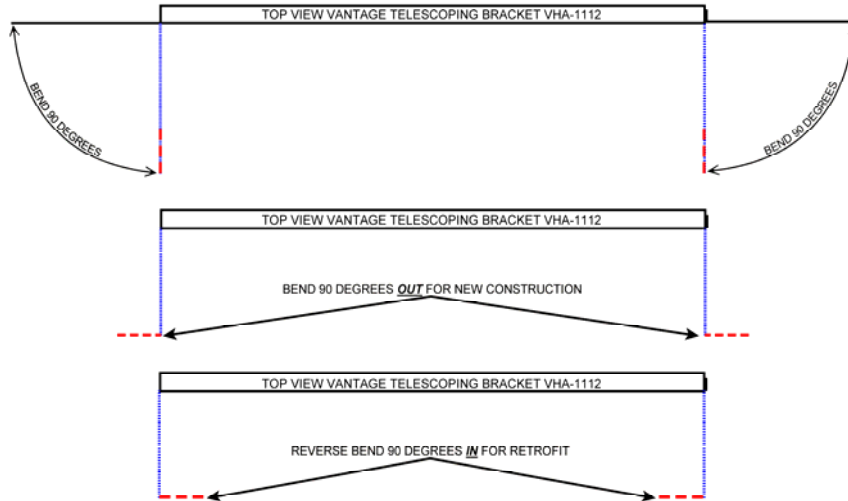 TOP VIEW VANTAGE TELESCOPING BRACKET VHA-1112
BEND 90 DEGREES
BEND 90 DEGREES
TOP VIEW VANTAGE TELESCOPING BRACKET VHA-1112
BEND 90 DEGREES OUT FOR NEW CONSTRUCTION
TOP VIEW VANTAGE TELESCOPING BRACKET VHA-1112
REVERSE BEND 90 DEGREES IN FOR RETROFIT